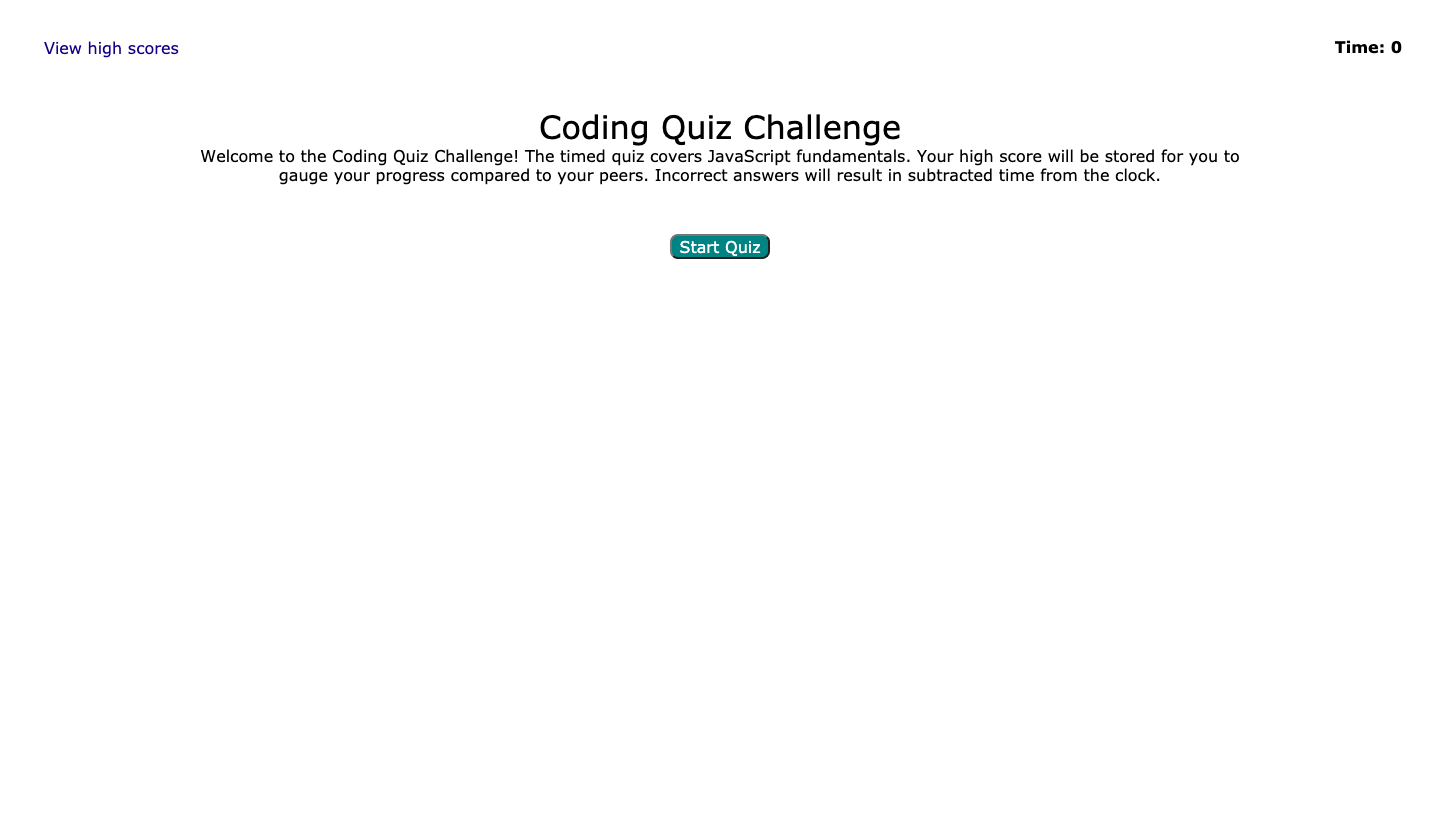 View high scores
Time: 0
Coding Quiz Challenge
Welcome to the Coding Quiz Challenge! The timed quiz covers JavaScript fundamentals. Your high score will be stored for you to
gauge your progress compared to your peers. Incorrect answers will result in subtracted time from the clock.
Start Quiz